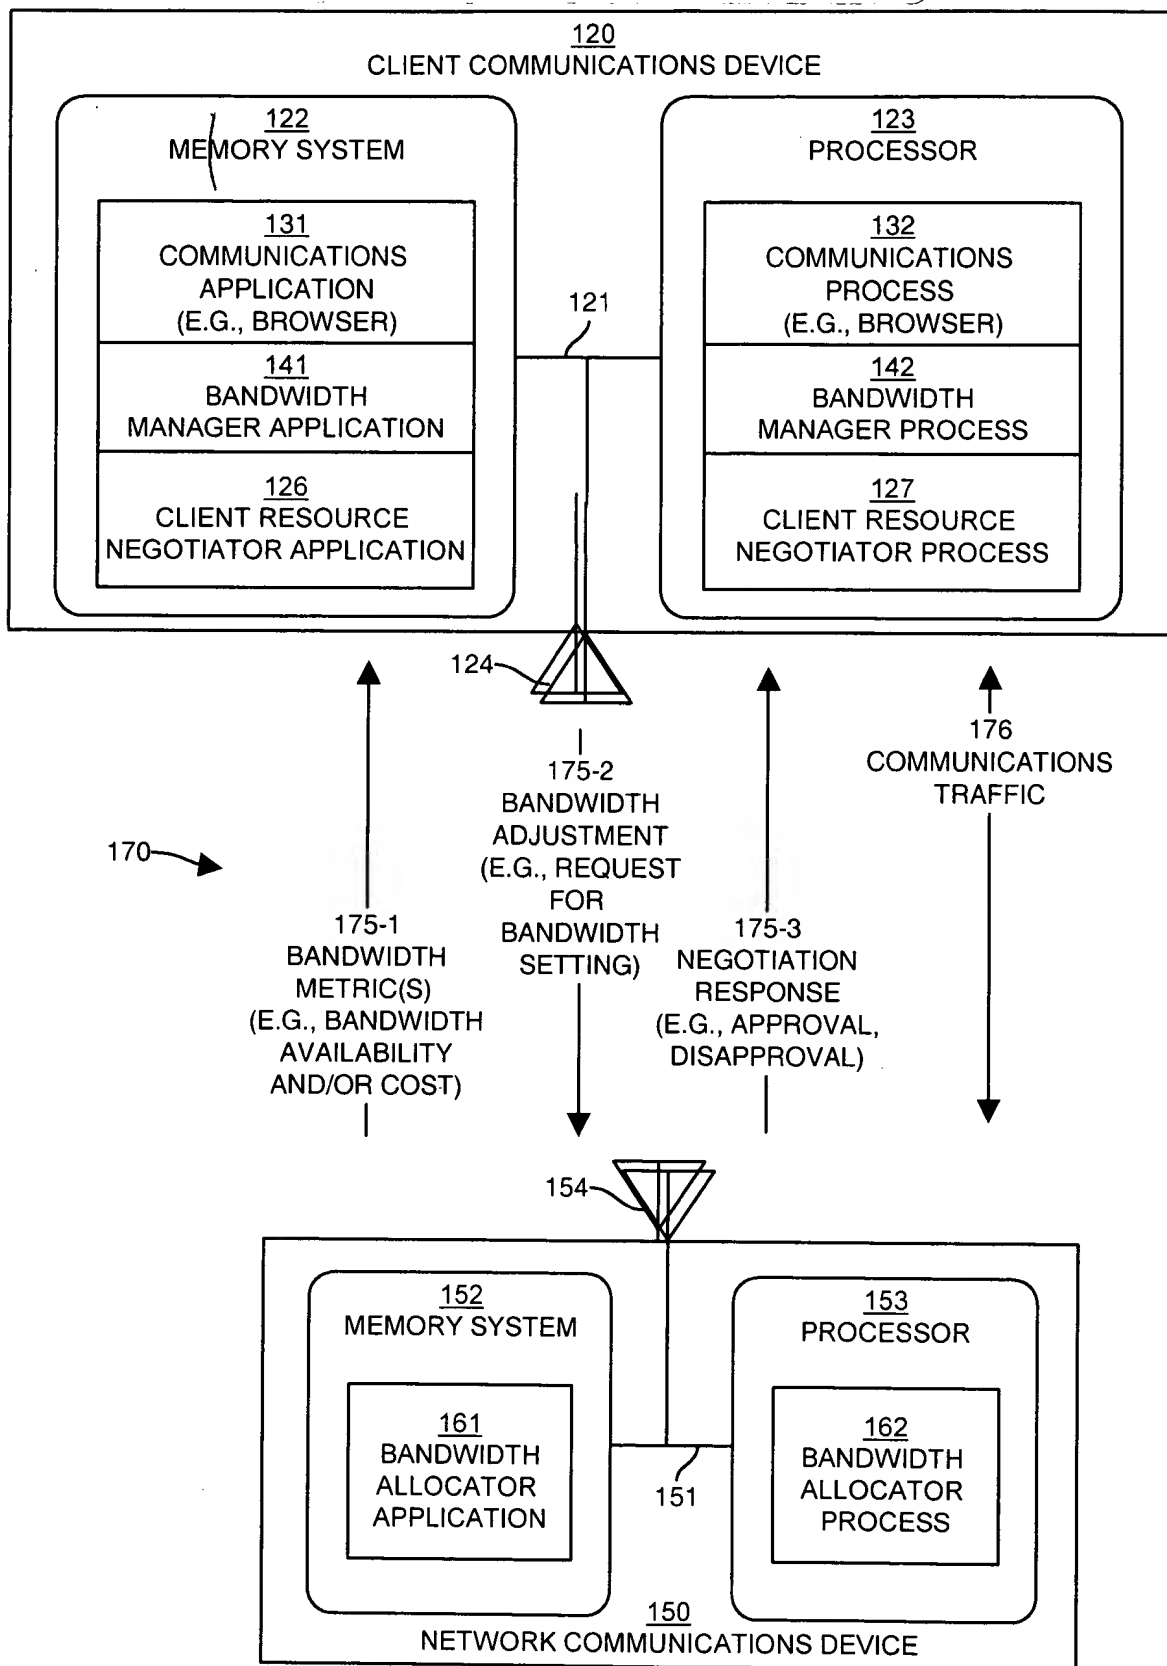 120
CLIENT COMMUNICATIONS DEVICE
122
MEMORY SYSTEM
131
COMMUNICATIONS
APPLICATION
(E.G., BROWSER)
141
BANDWIDTH
MANAGER APPLICATION
126
CLIENT RESOURCE
NEGOTIATOR APPLICATION
121
123
PROCESSOR
132
COMMUNICATIONS
PROCESS
(E.G., BROWSER)
142
BANDWIDTH
MANAGER PROCESS
127
CLIENT RESOURCE
NEGOTIATOR PROCESS
124
170
175-1
BANDWIDTH
METRIC(S)
(E.G., BANDWIDTH
AVAILABILITY
AND/OR COST)
175-2
BANDWIDTH
ADJUSTMENT
(E.G., REQUEST
FOR
BANDWIDTH
SETTING)
175-3
NEGOTIATION
RESPONSE
(E.G., APPROVAL,
DISAPPROVAL)
176
COMMUNICATIONS
TRAFFIC
154
152
MEMORY SYSTEM
161
BANDWIDTH
ALLOCATOR
APPLICATION
151
153
PROCESSOR
162
BANDWIDTH
ALLOCATOR
PROCESS
150
NETWORK COMMUNICATIONS DEVICE